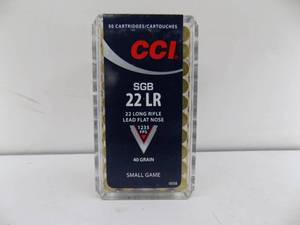 50 CARTRIDGES/CARTOUCHES
CCI
SGB
22 LR
22 LONG RIFLE
LEAD FLAT NOSE
1235
FPS
40 GRAIN
SMALL GAME